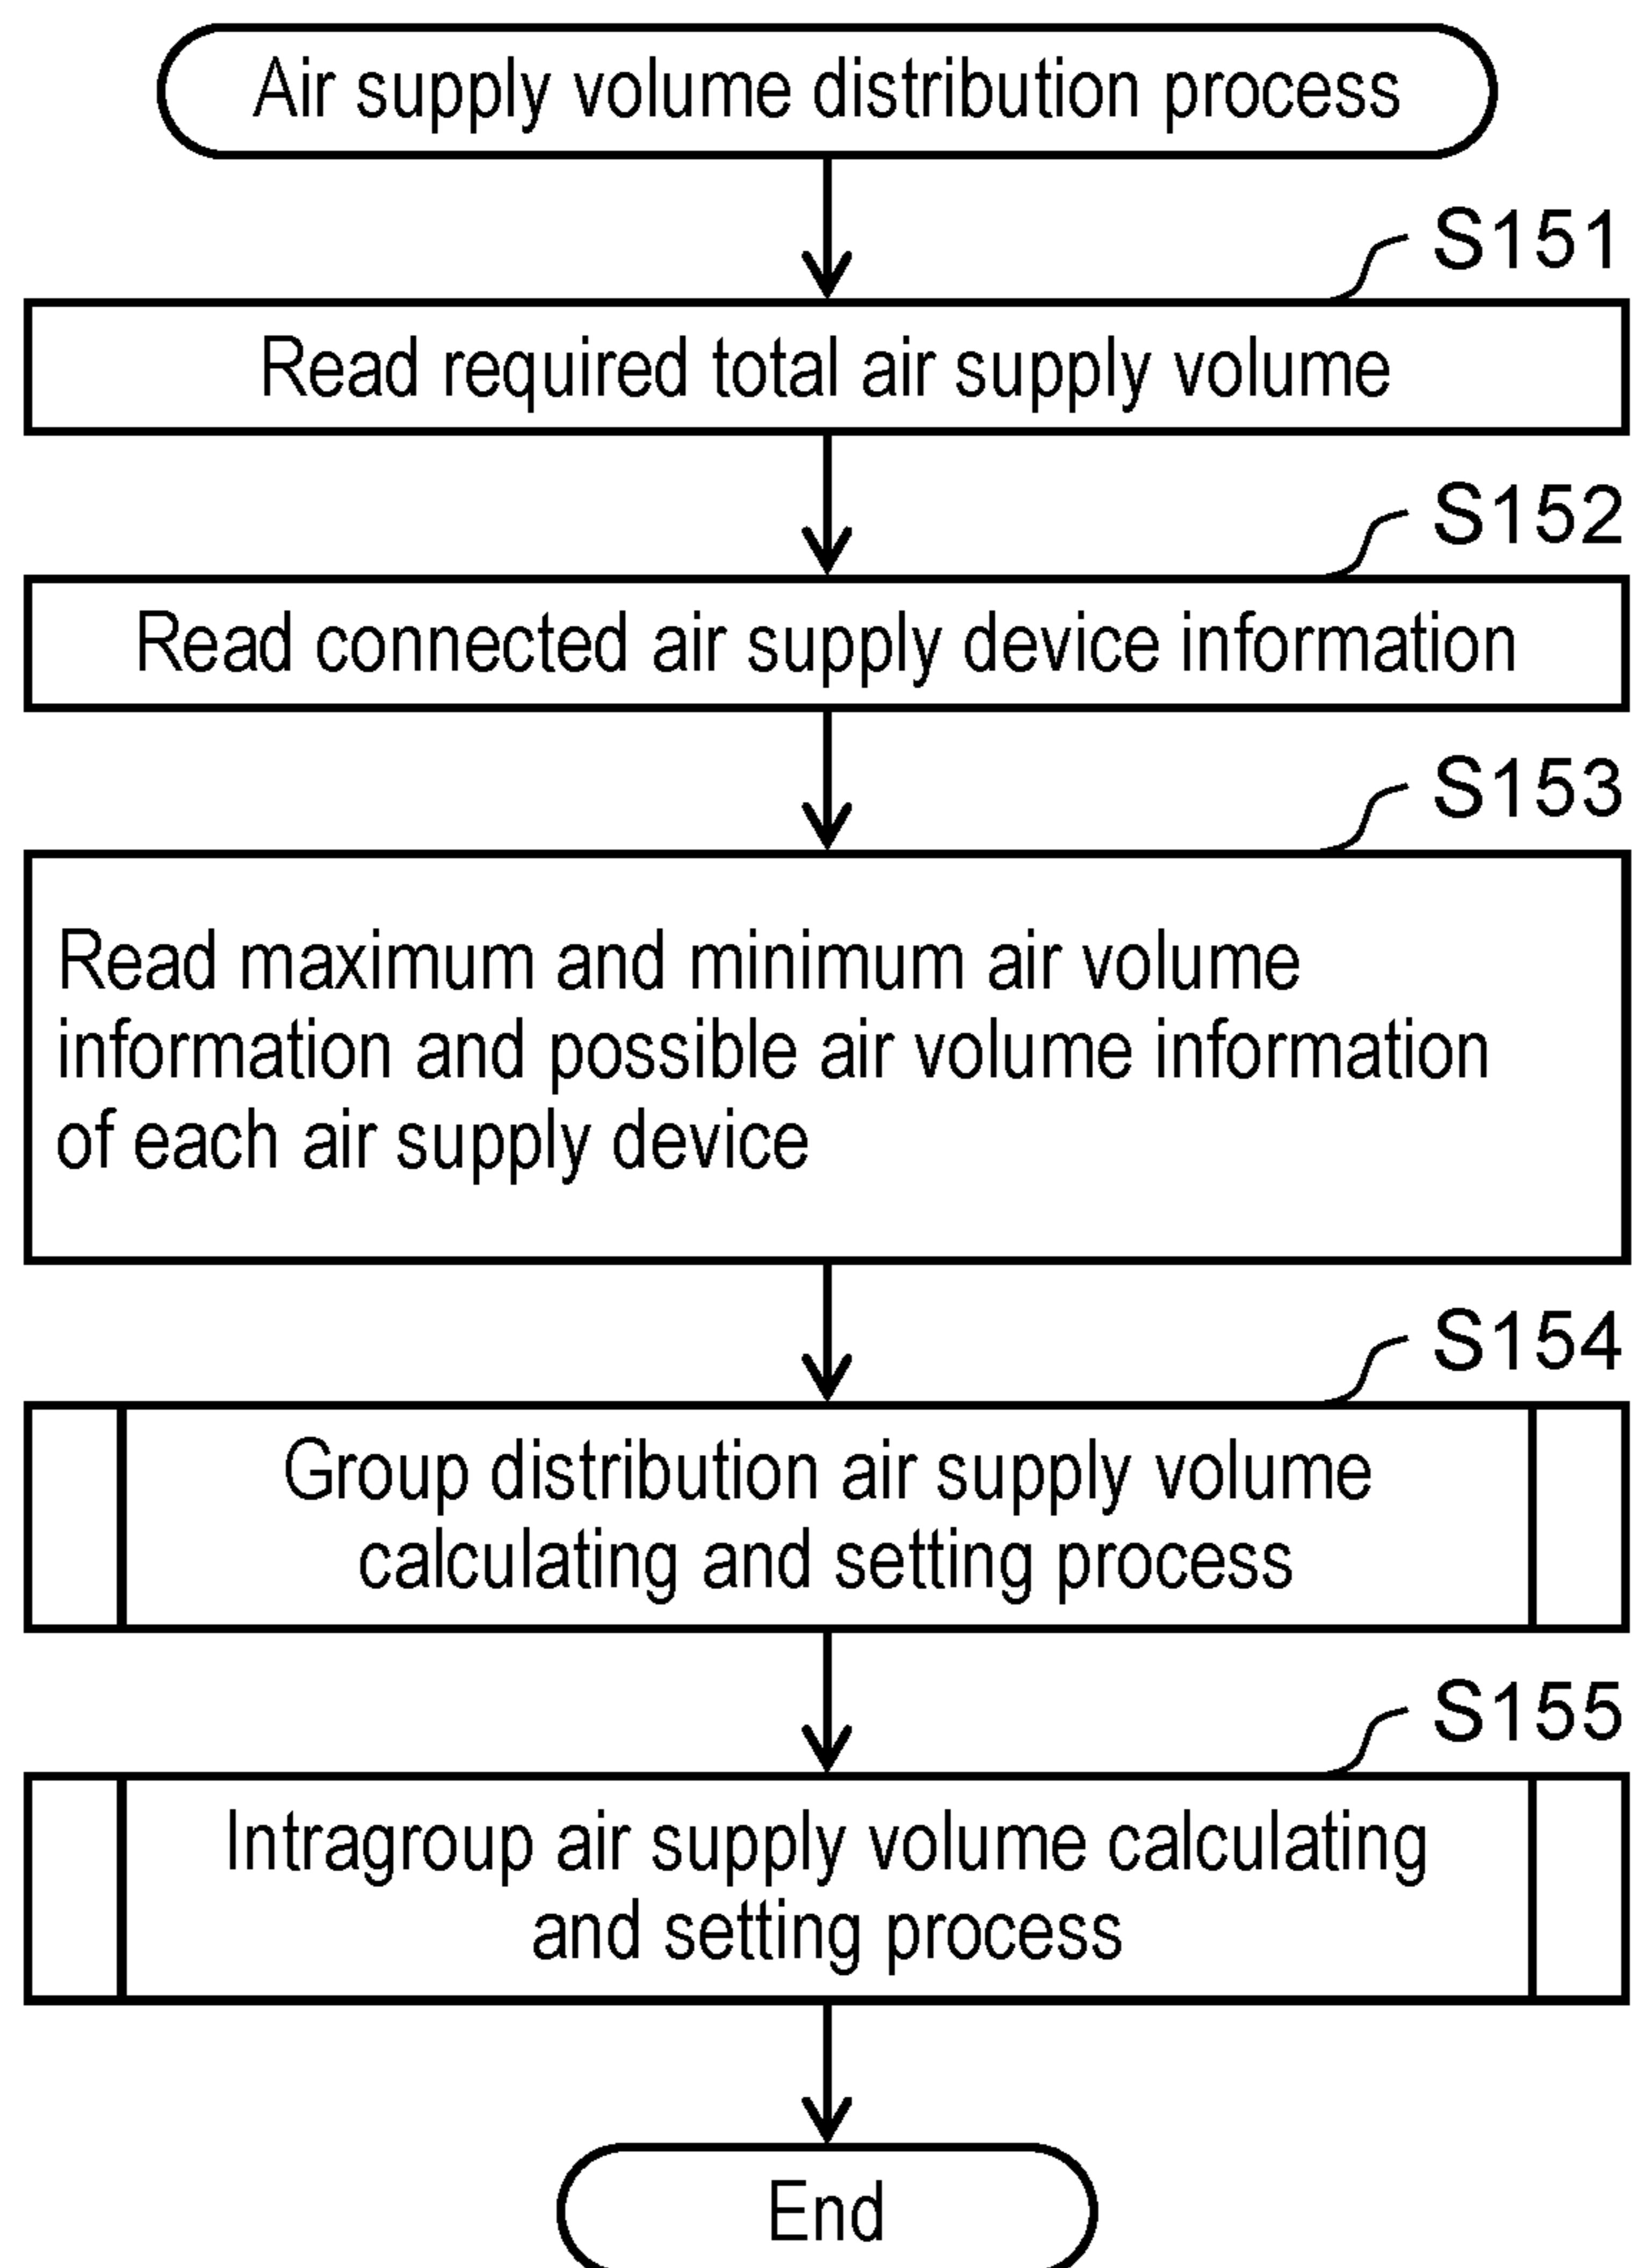 Air supply volume distribution process
S151
Read required total air supply volume
S152
Read connected air supply device information
S153
Read maximum and minimum air volume
information and possible air volume information
of each air supply device
S154
Group distribution air supply volume
calculating and setting process
S155
Intragroup air supply volume calculating
and setting process
End